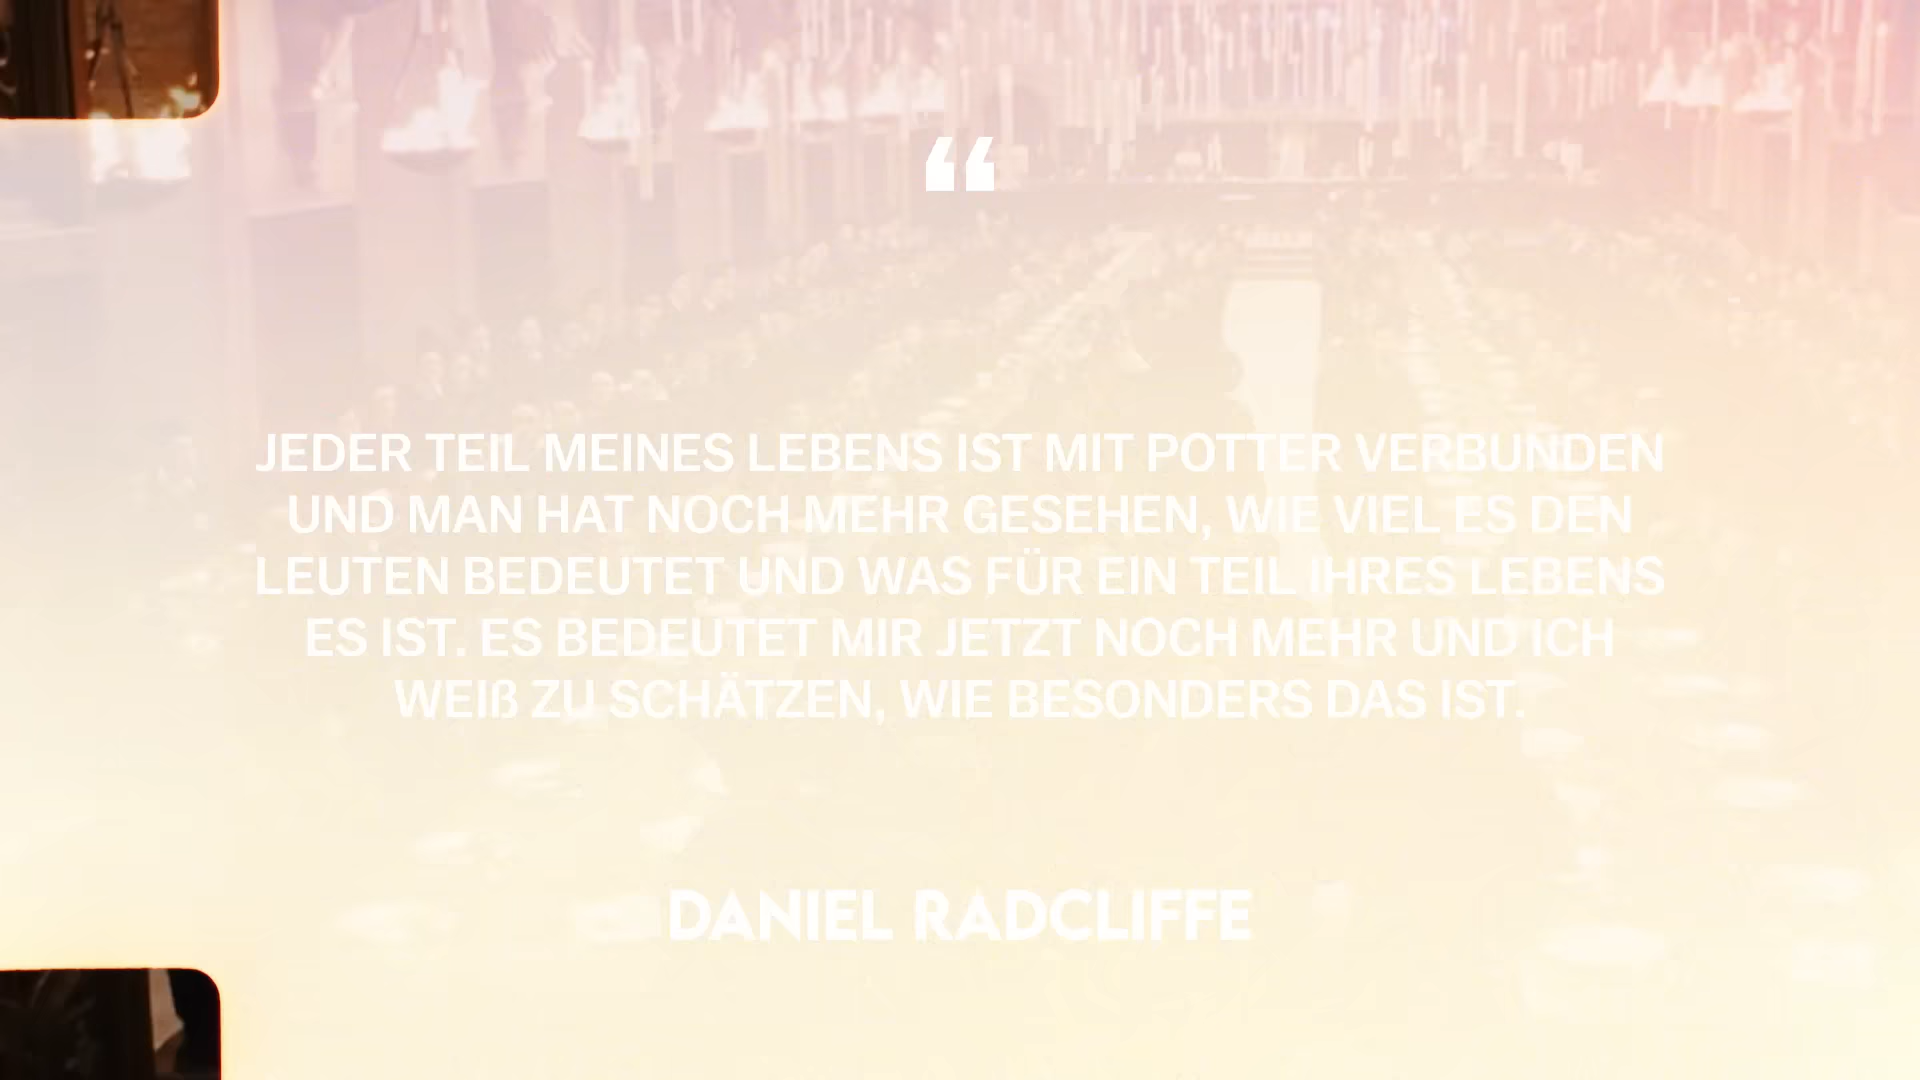 “
JEDER TEIL MEINES LEBENS IST MIT POTTER VERBUNDEN
UND MAN HAT NOCH MEHR GESEHEN, WIE VIEL ES DEN
LEUTEN BEDEUTET UND WAS FÜR EIN TEIL IHRES LEBENS
ES IST. ES BEDEUTET MIR JETZT NOCH MEHR UND ICH
WEIß ZU SCHÄTZEN, WIE BESONDERS DAS IST.
DANIEL RADCLIFFE